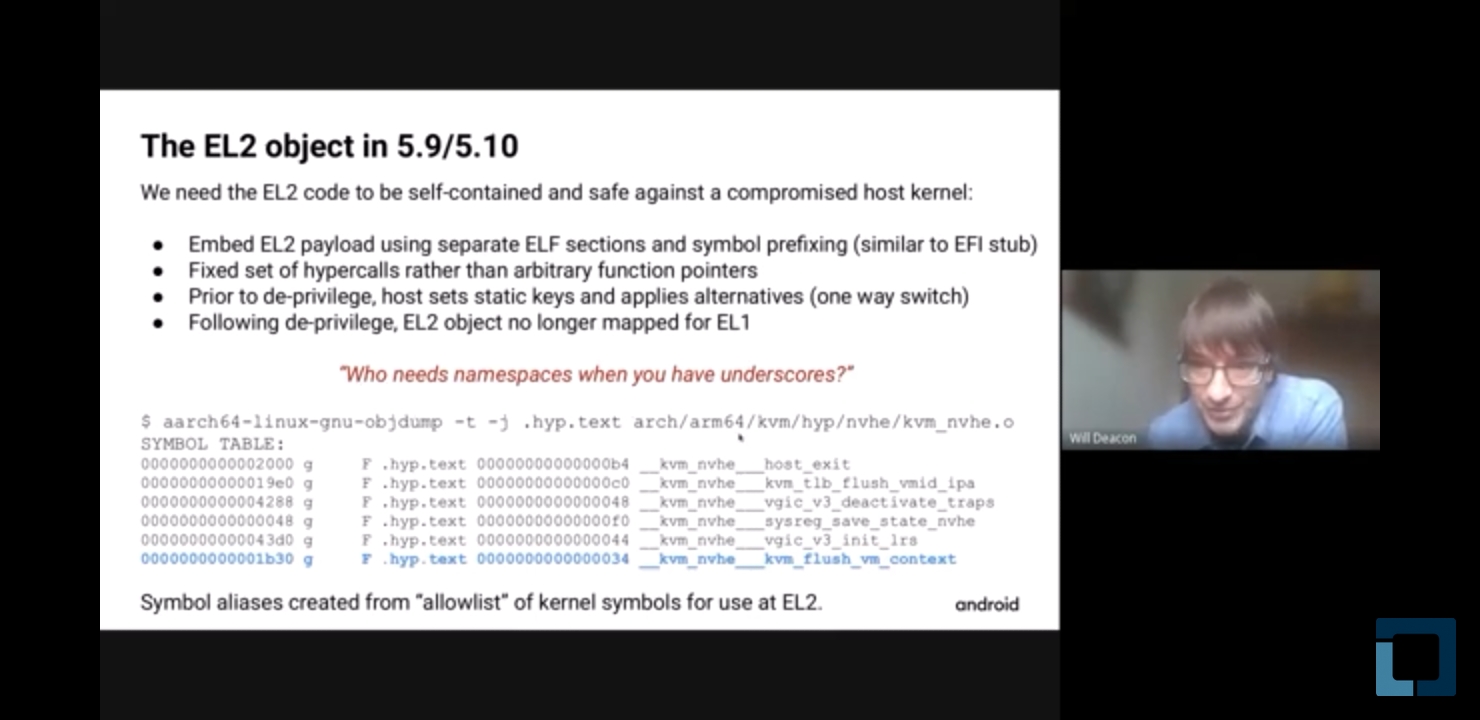 The EL2 object in 5.9/5.10
We need the EL2 code to be self-contained and safe against a compromised host kernel:
● Embed EL2 payload using separate ELF sections and symbol prefixing (similar to EFI stub)
● Fixed set of hypercalls rather than arbitrary function pointers
● Prior to de-privilege, host sets static keys and applies alternatives (one way switch)
● Following de-privilege, EL2 object no longer mapped for EL1
"Who needs namespaces when you have underscores?"
$ aarch64-linux-gnu-objdump -t -j .hyp.text arch/arm64/kvm/hyp/nvhe/kvm_nvhe.o
SYMBOL TABLE:
0000000000002000 g F .hyp.text 00000000000000b4 __kvm_nvhe___host_exit
00000000000019e0 g F .hyp.text 00000000000000c0 __kvm_nvhe___kvm_tlb_flush_vmid_ipa
0000000000004288 g F .hyp.text 0000000000000048 __kvm_nvhe___vgic_v3_deactivate_traps
0000000000000048 g F .hyp.text 00000000000000f0 __kvm_nvhe___sysreg_save_state_nvhe
00000000000043d0 g F .hyp.text 0000000000000044 __kvm_nvhe___vgic_v3_init_lrs
0000000000001b30 g F .hyp.text 0000000000000034 __kvm_nvhe___kvm_flush_vm_context
Symbol aliases created from "allowlist" of kernel symbols for use at EL2.
android
Will Deacon